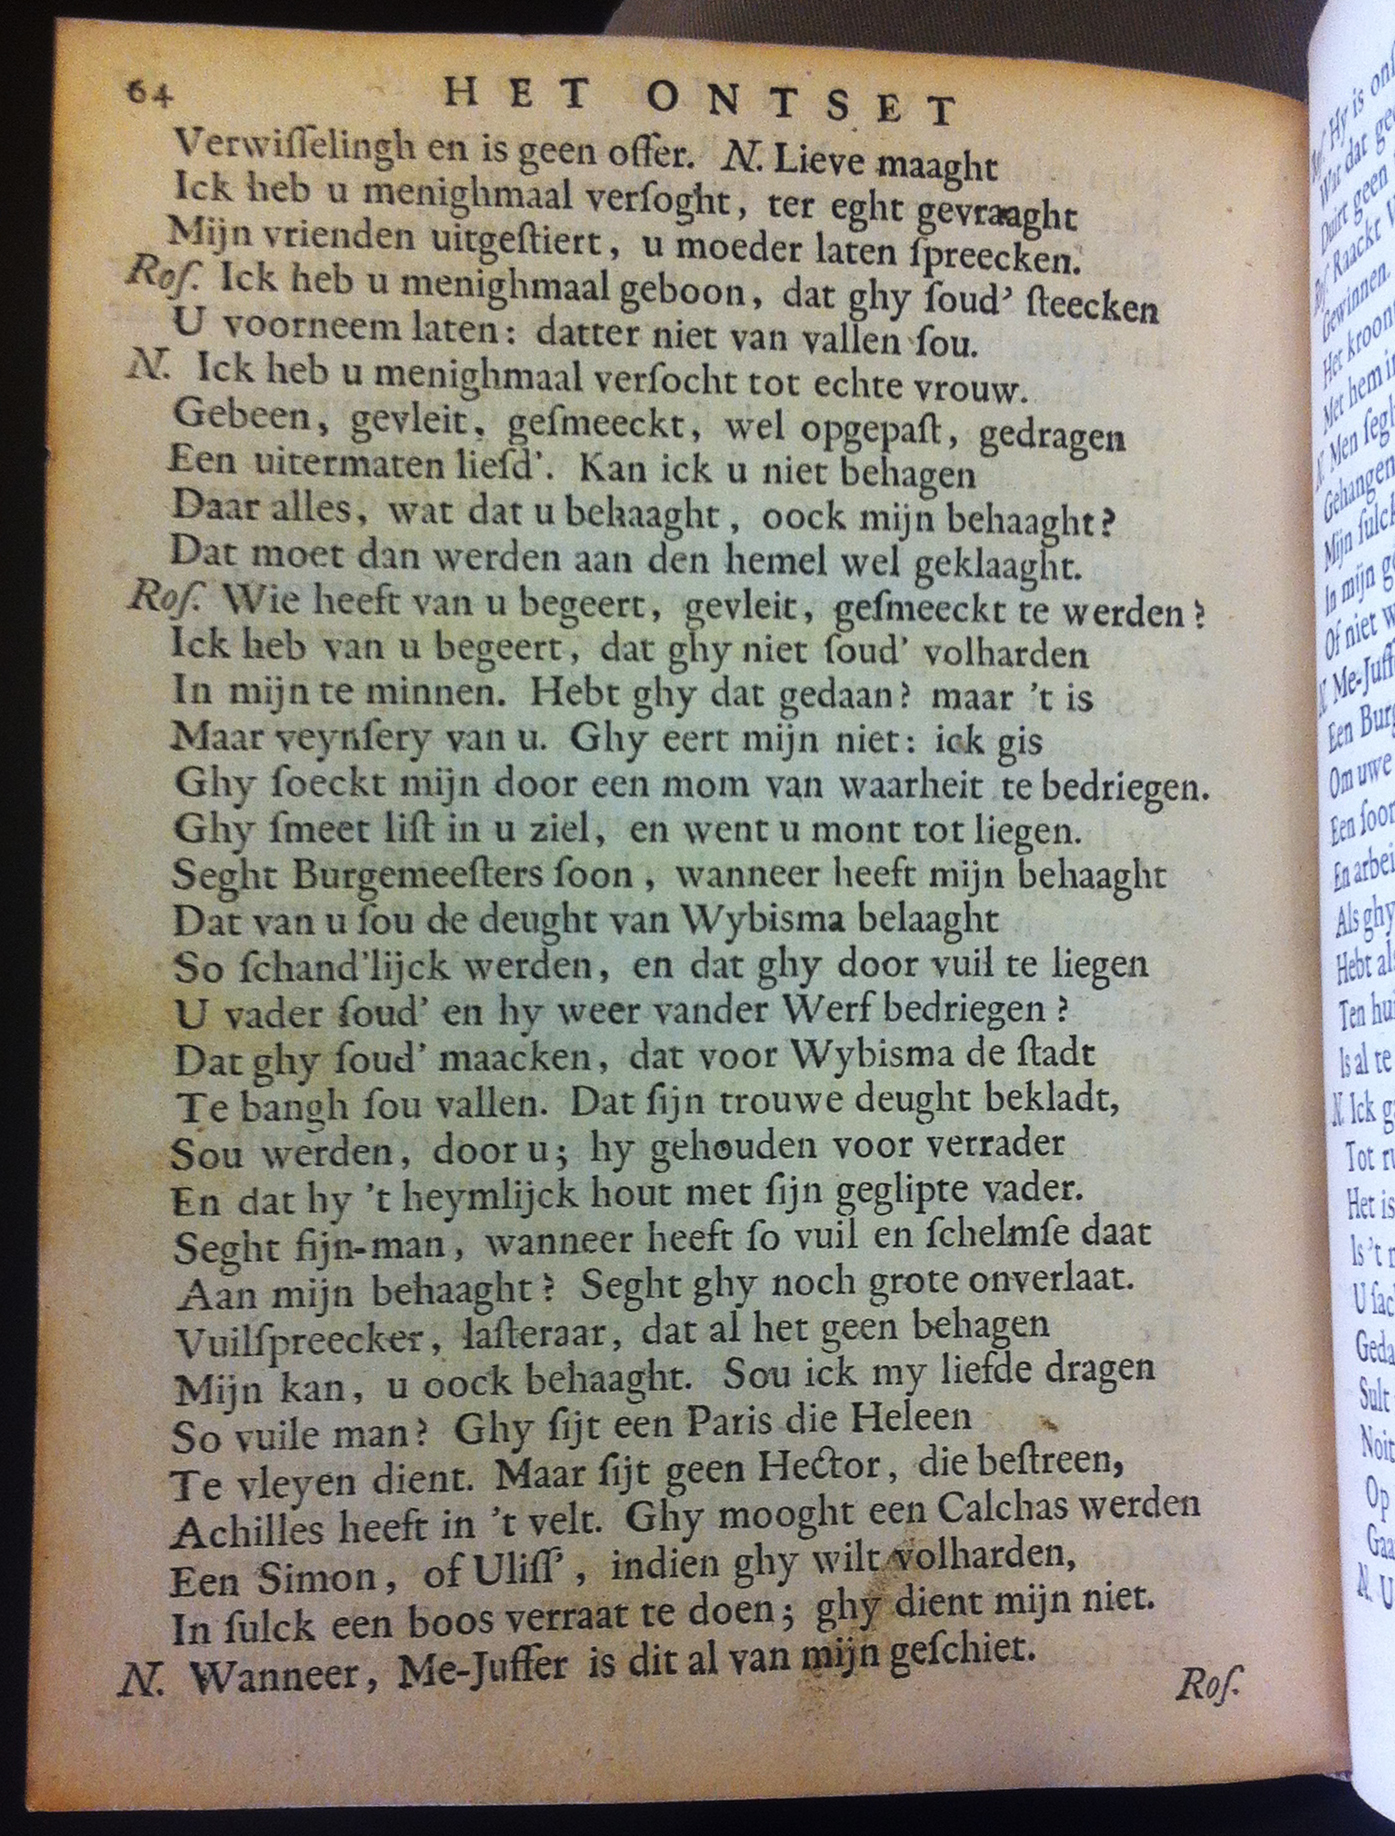 64 HET ONTSET
Verwiſſelingh en is geen offer. N. Lieve maaght
Ick heb u menighmaal verſoght, ter eght gevraaght
Mijn vrienden uitgeſtiert, u moeder laten ſpreecken.
Roſ. Ick heb u menighmaal geboon, dat ghy ſoud' ſteecken
U voorneem laten: datter niet van vallen ſou.
N. Ick heb u menighmaal verſocht tot echte vrouw.
Gebeen, gevleit, geſmeeckt, wel opgepaſt, gedragen
Een uitermaten liefd'. Kan ick u niet behagen
Daar alles, wat dat u behaaght, oock mijn behaaght?
Dat moet dan werden aan den hemel wel geklaaght.
Roſ. Wie heeft van u begeert, gevleit, geſmeeckt te werden?
Ick heb van u begeert, dat ghy niet ſoud' volharden
In mijn te minnen. Hebt ghy dat gedaan? maar 't is
Maar veynſery van u. Ghy eert mijn niet: ick gis
Ghy ſoeckt mijn door een mom van waarheit te bedriegen.
Ghy ſmeet liſt in u ziel, en went u mont tot liegen.
Seght Burgemeeſters ſoon, wanneer heeft mijn behaaght
Dat van u ſou de deught van Wybisma belaaght
So ſchand'lijck werden, en dat ghy door vuil te liegen
U vader ſoud' en hy weer vander Werf bedriegen?
Dat ghy ſoud' maacken, dat voor Wybisma de ſtadt
Te bangh ſou vallen. Dat ſijn trouwe deught bekladt,
Sou werden, door u; hy gehouden voor verrader
En dat hy 't heymlijck hout met ſijn geglipte vader.
Seght fijn-man, wanneer heeft ſo vuil en ſchelmſe daat
Aan mijn behaaght? Seght ghy noch grote onverlaat.
Vuilſpreecker, laſteraar, dat al het geen behagen
Mijn kan, u oock behaaght. Sou ick my liefde dragen
So vuile man? Ghy ſijt een Paris die Heleen
Te vleyen dient. Maar ſijt geen Hector, die beſtreen,
Achilles heeft in 't velt. Ghy mooght een Calchas werden
Een Simon, of Uliſſ', indien ghy wilt volharden,
In ſulck een boos verraat te doen; ghy dient mijn niet.
N. Wanneer, Me-Juffer is dit al van mijn geſchiet.
Roſ.